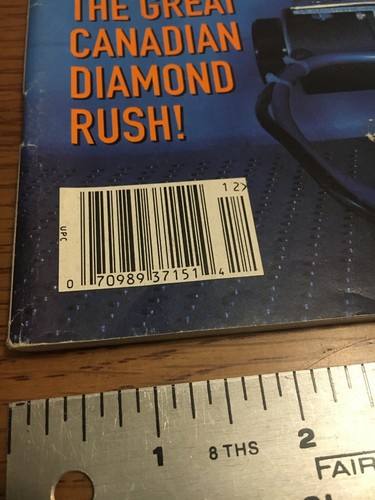 THE GREAT
CANADIAN
DIAMOND
RUSH!
12>
UPC
0 70989 37151 4
1 8THS 2
FAIR